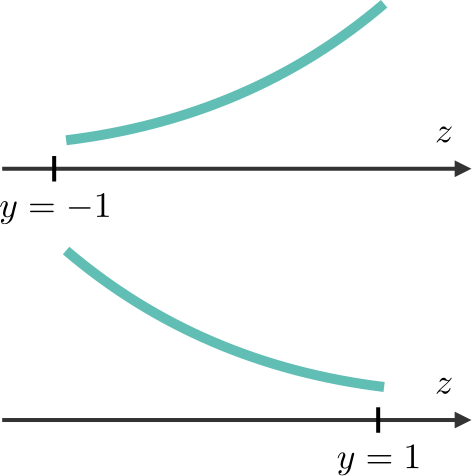 z
y = −1
z
y = 1